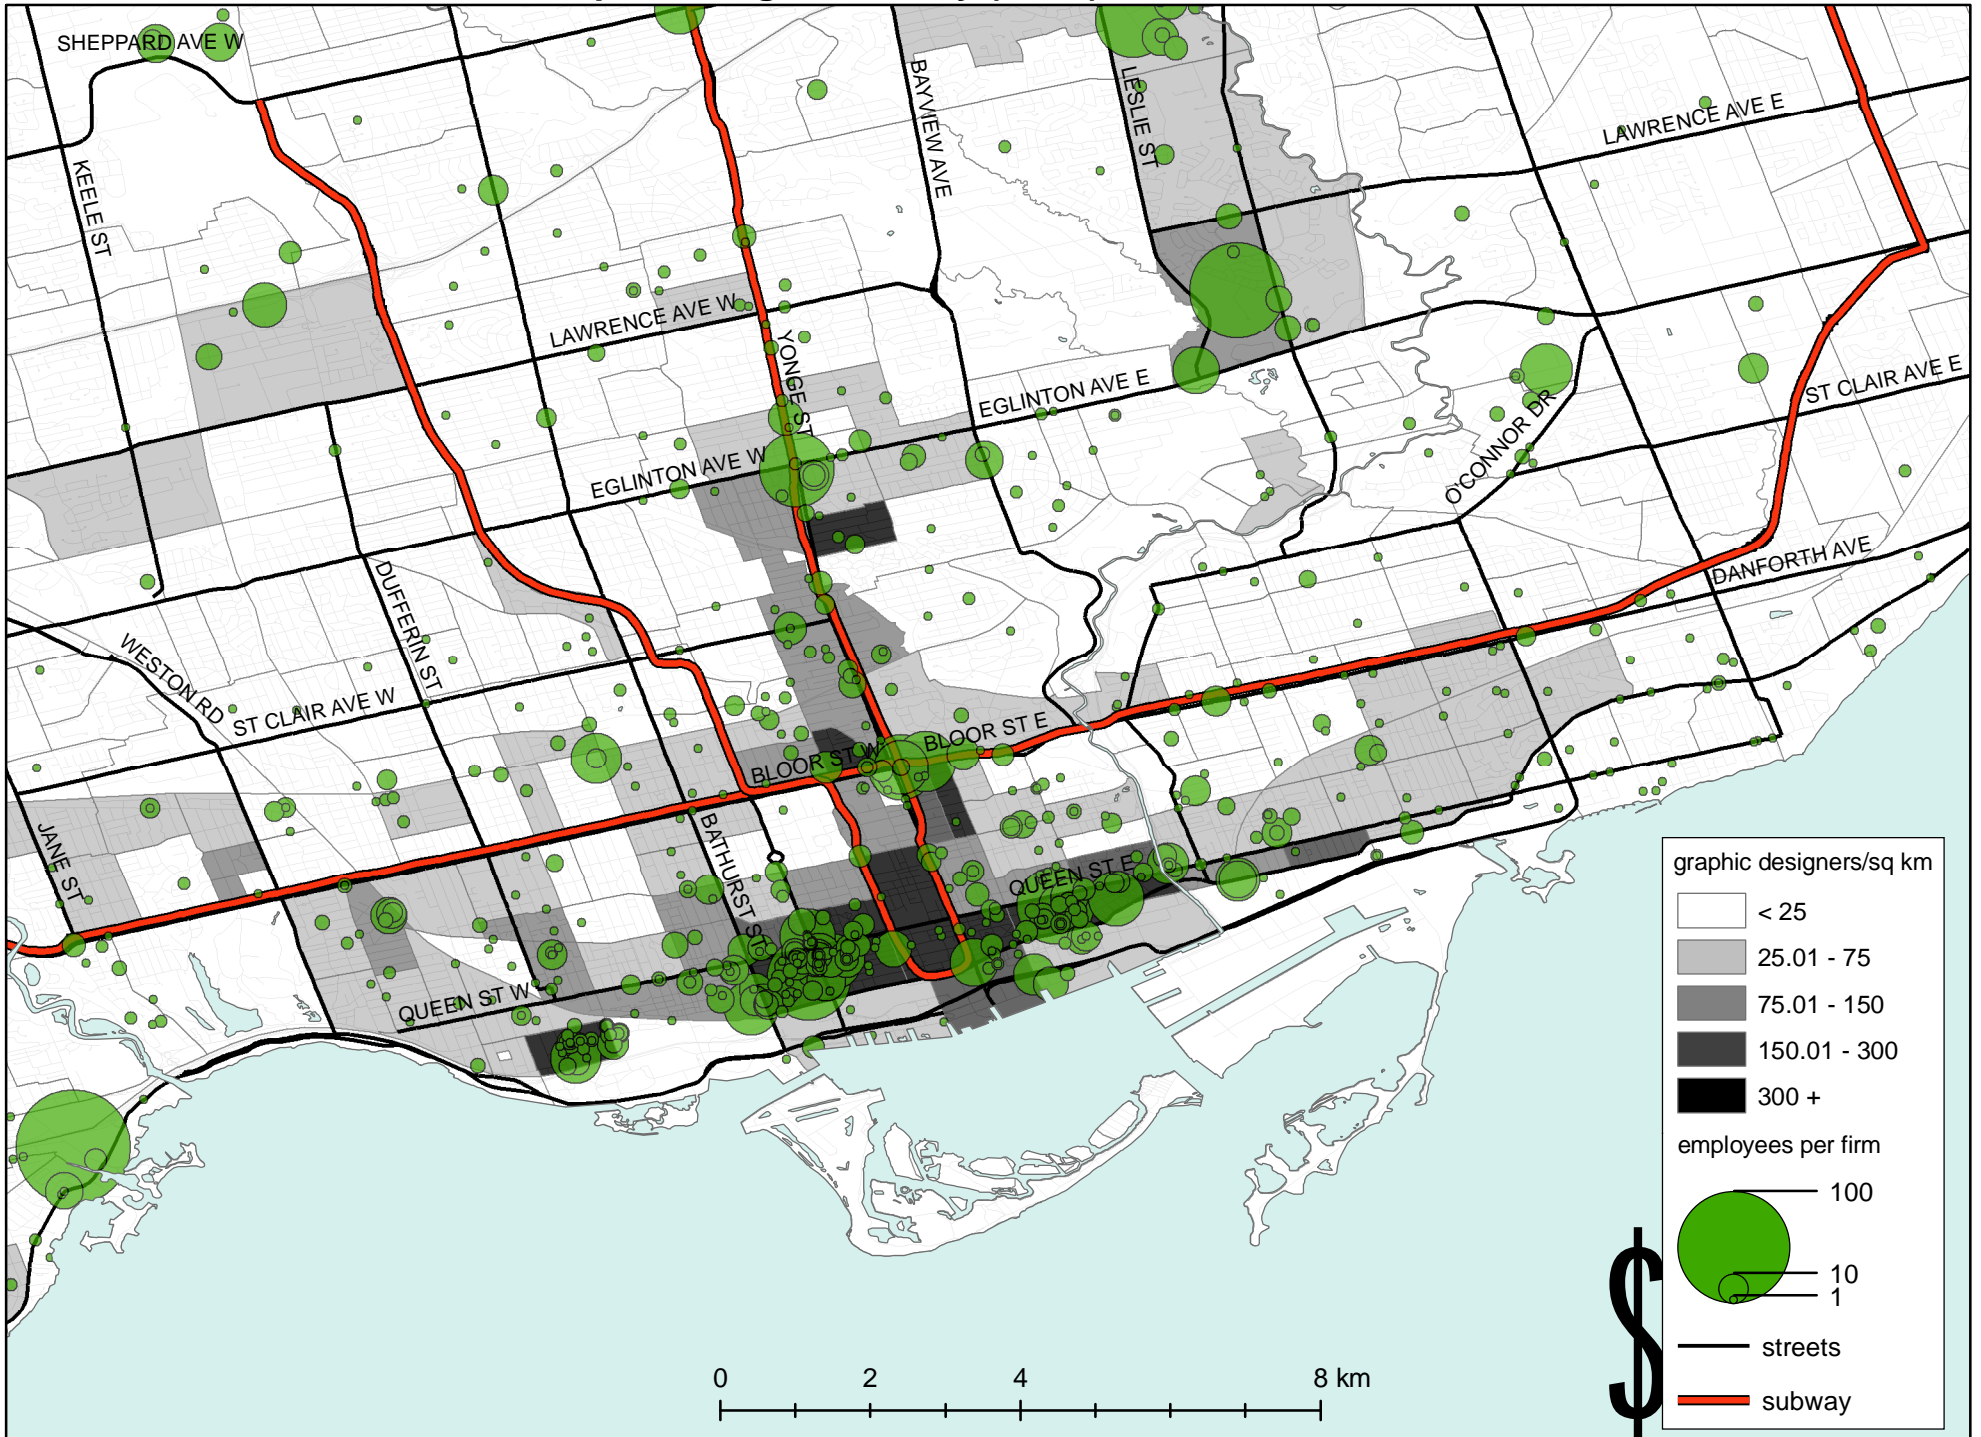 SHEPPARD AVE W
BAYVIEW AVE
LESLIE ST
LAWRENCE AVE E
KEELE ST
LAWRENCE AVE W
YONGE ST
EGLINTON AVE E
ST CLAIR AVE E
O'CONNOR DR
EGLINTON AVE W
DANFORTH AVE
DUFFERIN ST
WESTON RD
ST CLAIR AVE W
BLOOR ST E
BLOOR ST W
JANE ST
BATHURST ST
QUEEN ST E
QUEEN ST W
graphic designers/sq km
< 25
25.01 - 75
75.01 - 150
150.01 - 300
300 +
employees per firm
100
10
1
streets
subway
$
0 2 4 8 km